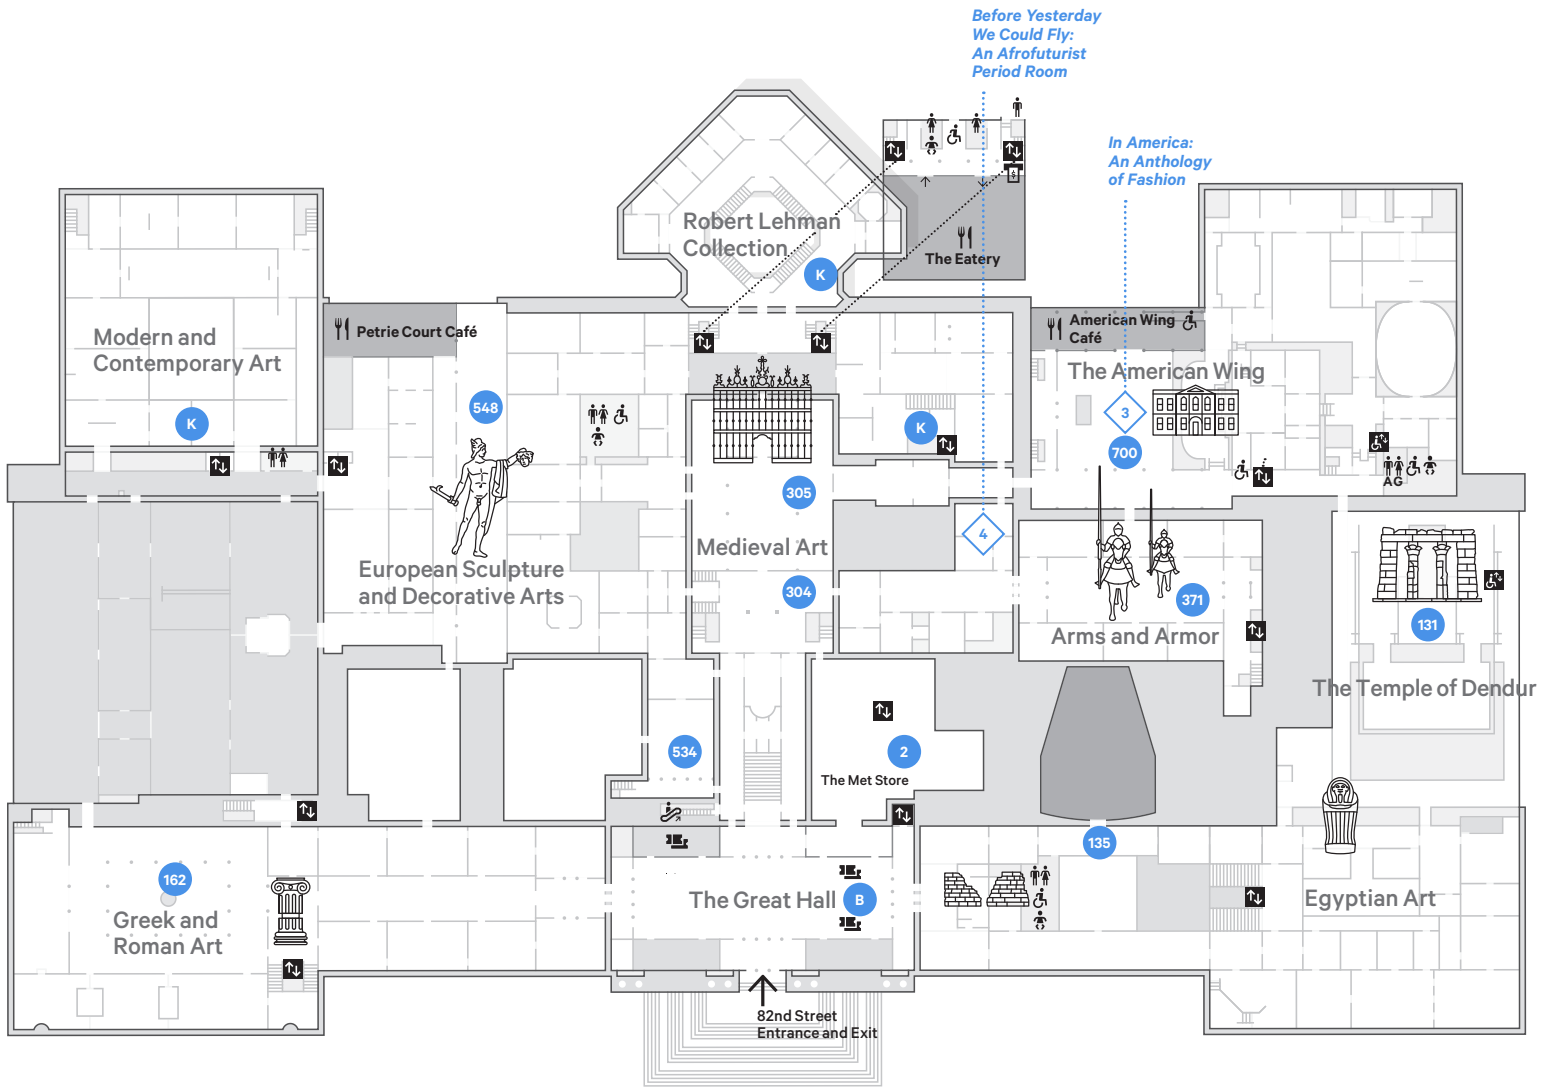 Before Yesterday
We Could Fly:
An Afrofuturist
Period Room
In America:
An Anthology
of Fashion
Robert Lehman
Collection
K
The Eatery
Modern and
Contemporary Art
K
Petrie Court Café
548
American Wing
Café
The American Wing
3
700
K
AG
305
Medieval Art
304
4
European Sculpture
and Decorative Arts
371
Arms and Armor
131
The Temple of Dendur
534
2
The Met Store
135
162
Greek and
Roman Art
The Great Hall
B
Egyptian Art
82nd Street
Entrance and Exit